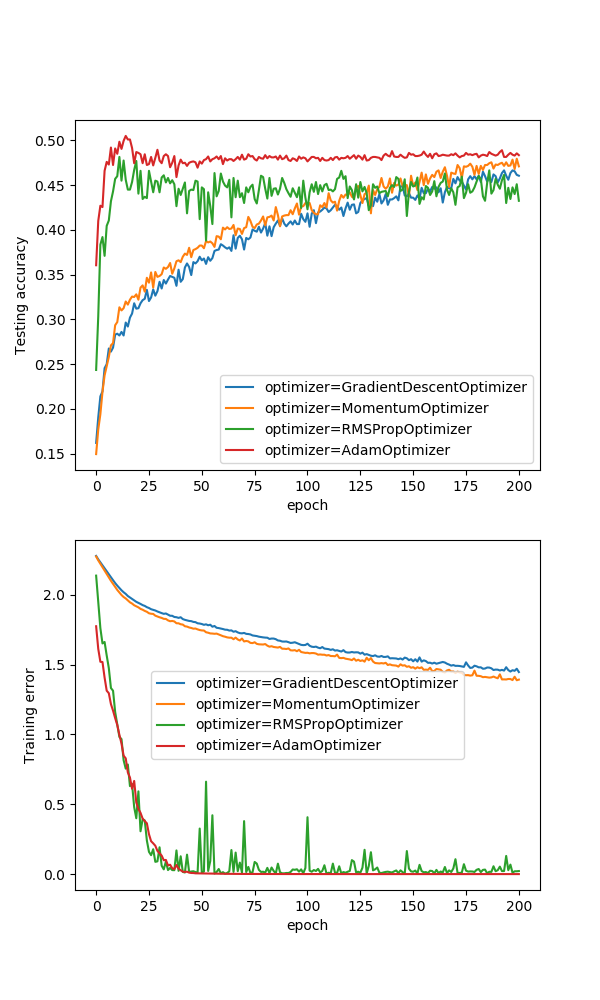 Testing accuracy
0.50
0.45
0.40
0.35
0.30
0.25
0.20
0.15
optimizer=GradientDescentOptimizer
optimizer=MomentumOptimizer
optimizer=RMSPropOptimizer
optimizer=AdamOptimizer
0 25 50 75 100 125 150 175 200
epoch
Training error
2.0
1.5
1.0
0.5
0.0
optimizer=GradientDescentOptimizer
optimizer=MomentumOptimizer
optimizer=RMSPropOptimizer
optimizer=AdamOptimizer
0 25 50 75 100 125 150 175 200
epoch